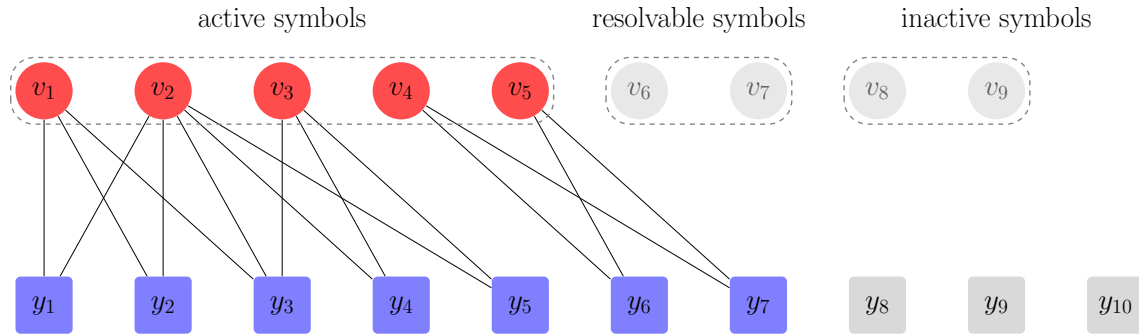 active symbols resolvable symbols inactive symbols
v₁ v₂ v₃ v₄ v₅ v₆ v₇ v₈ v₉
y₁ y₂ y₃ y₄ y₅ y₆ y₇ y₈ y₉ y₁₀